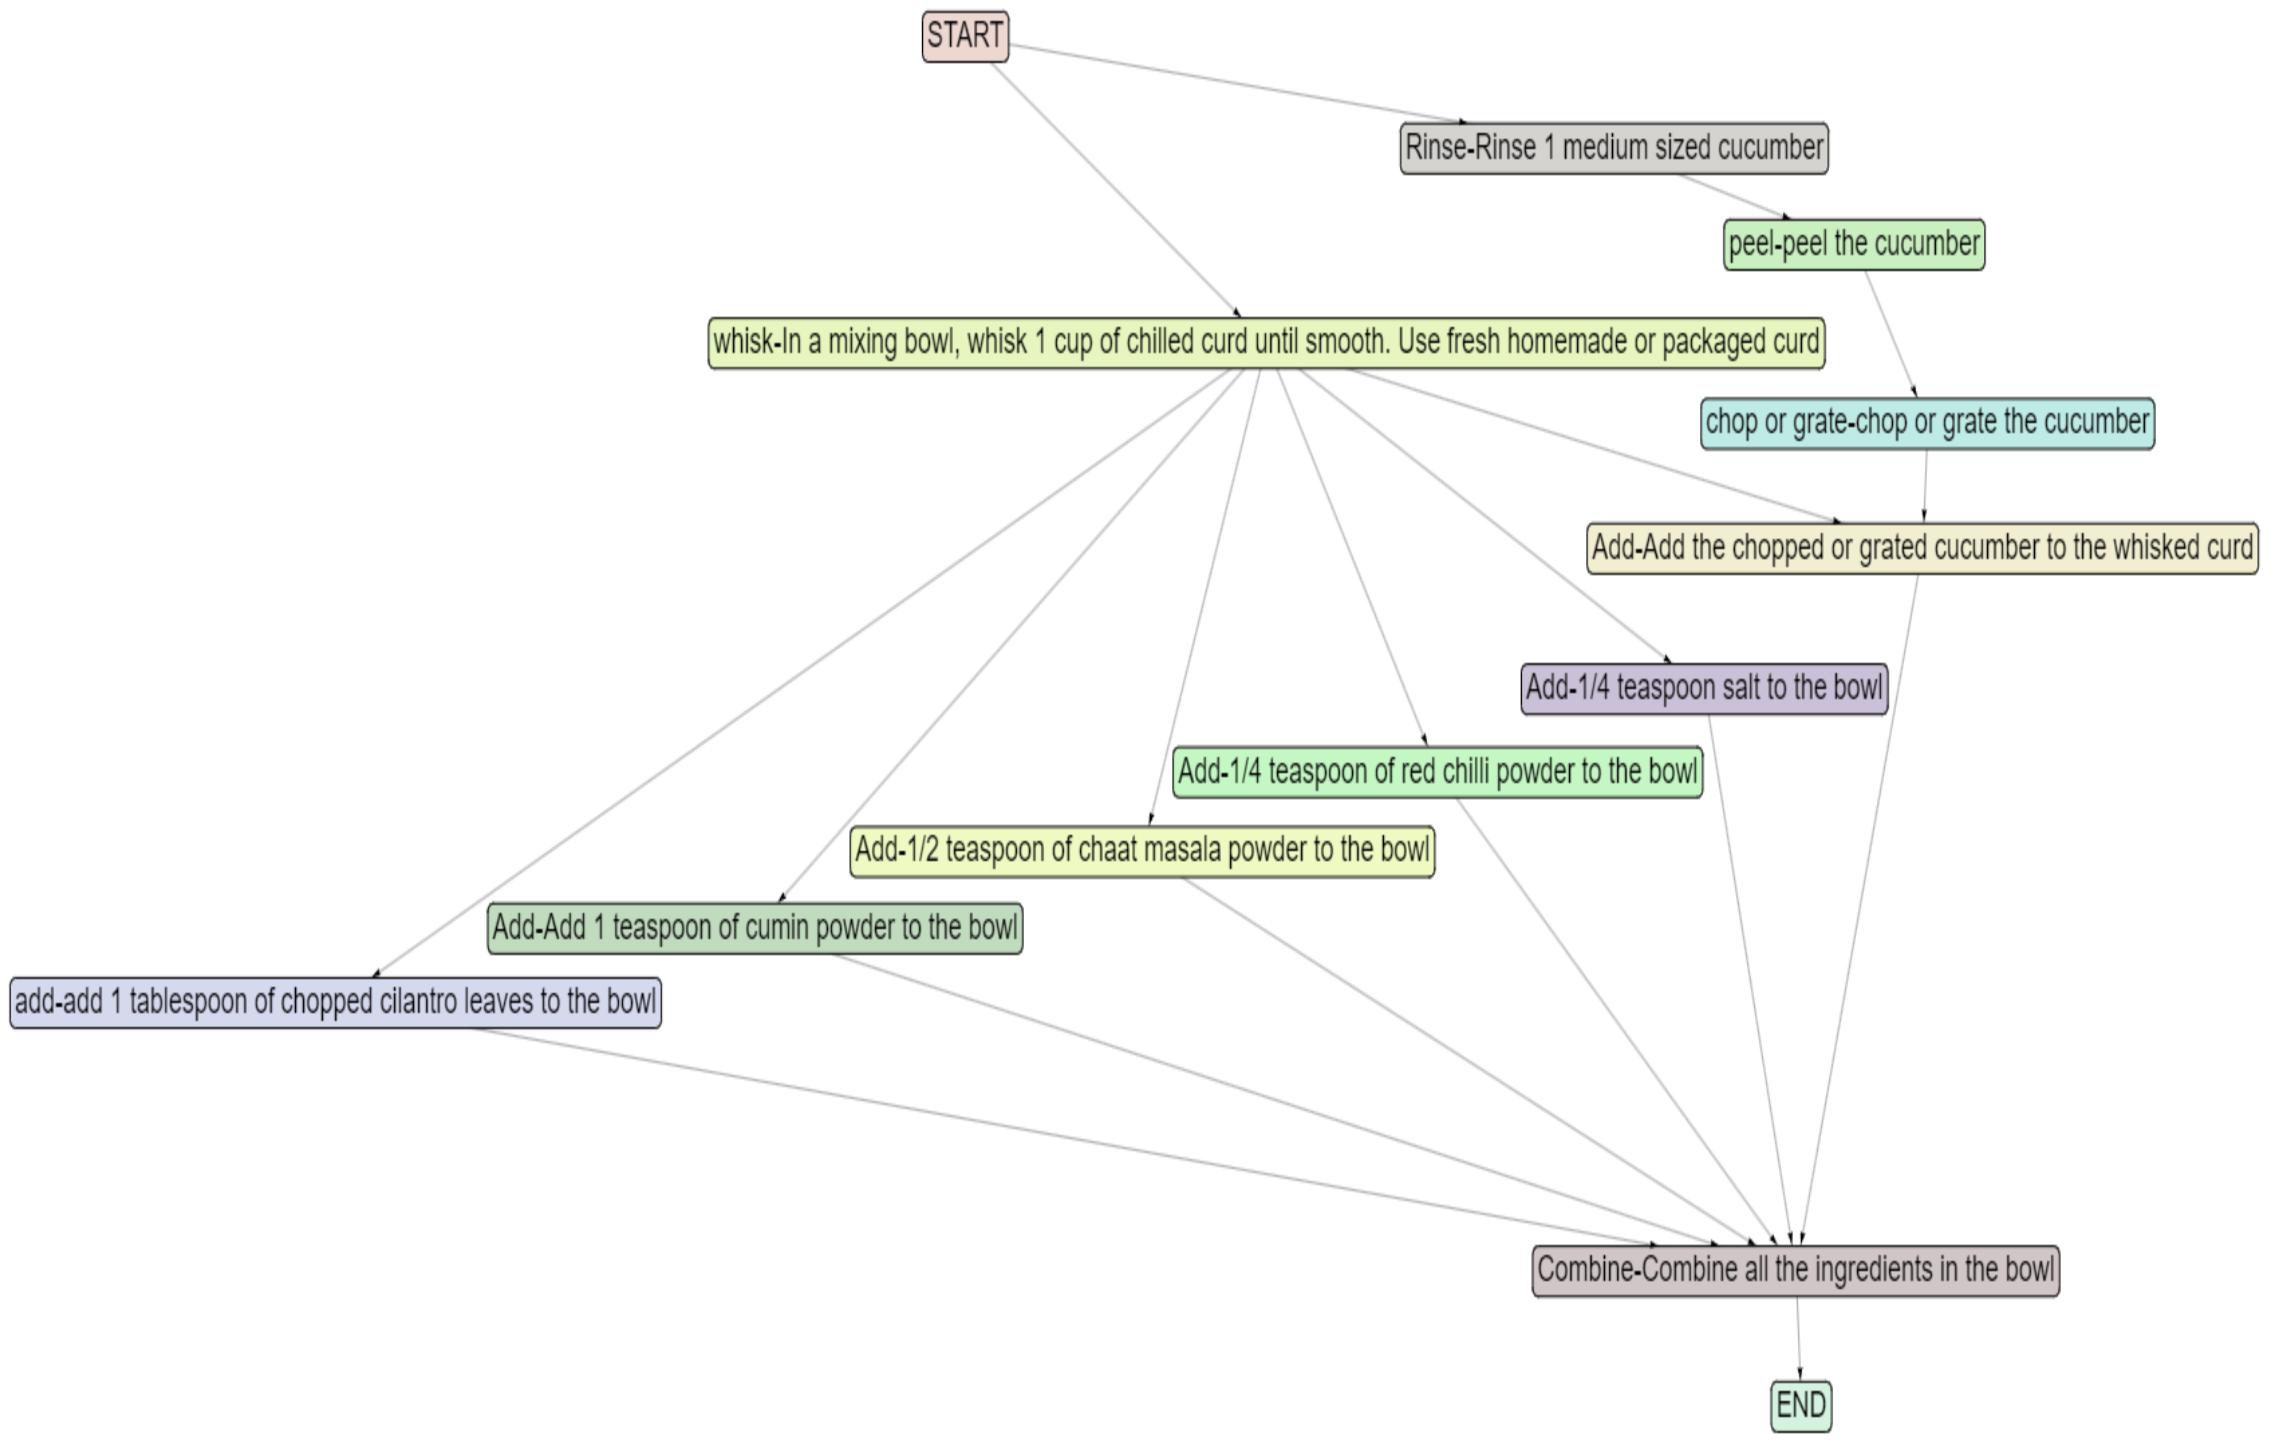 START
Rinse-Rinse 1 medium sized cucumber
peel-peel the cucumber
whisk-In a mixing bowl, whisk 1 cup of chilled curd until smooth. Use fresh homemade or packaged curd
chop or grate-chop or grate the cucumber
Add-Add the chopped or grated cucumber to the whisked curd
Add-1/4 teaspoon salt to the bowl
Add-1/4 teaspoon of red chilli powder to the bowl
Add-1/2 teaspoon of chaat masala powder to the bowl
Add-Add 1 teaspoon of cumin powder to the bowl
add-add 1 tablespoon of chopped cilantro leaves to the bowl
Combine-Combine all the ingredients in the bowl
END